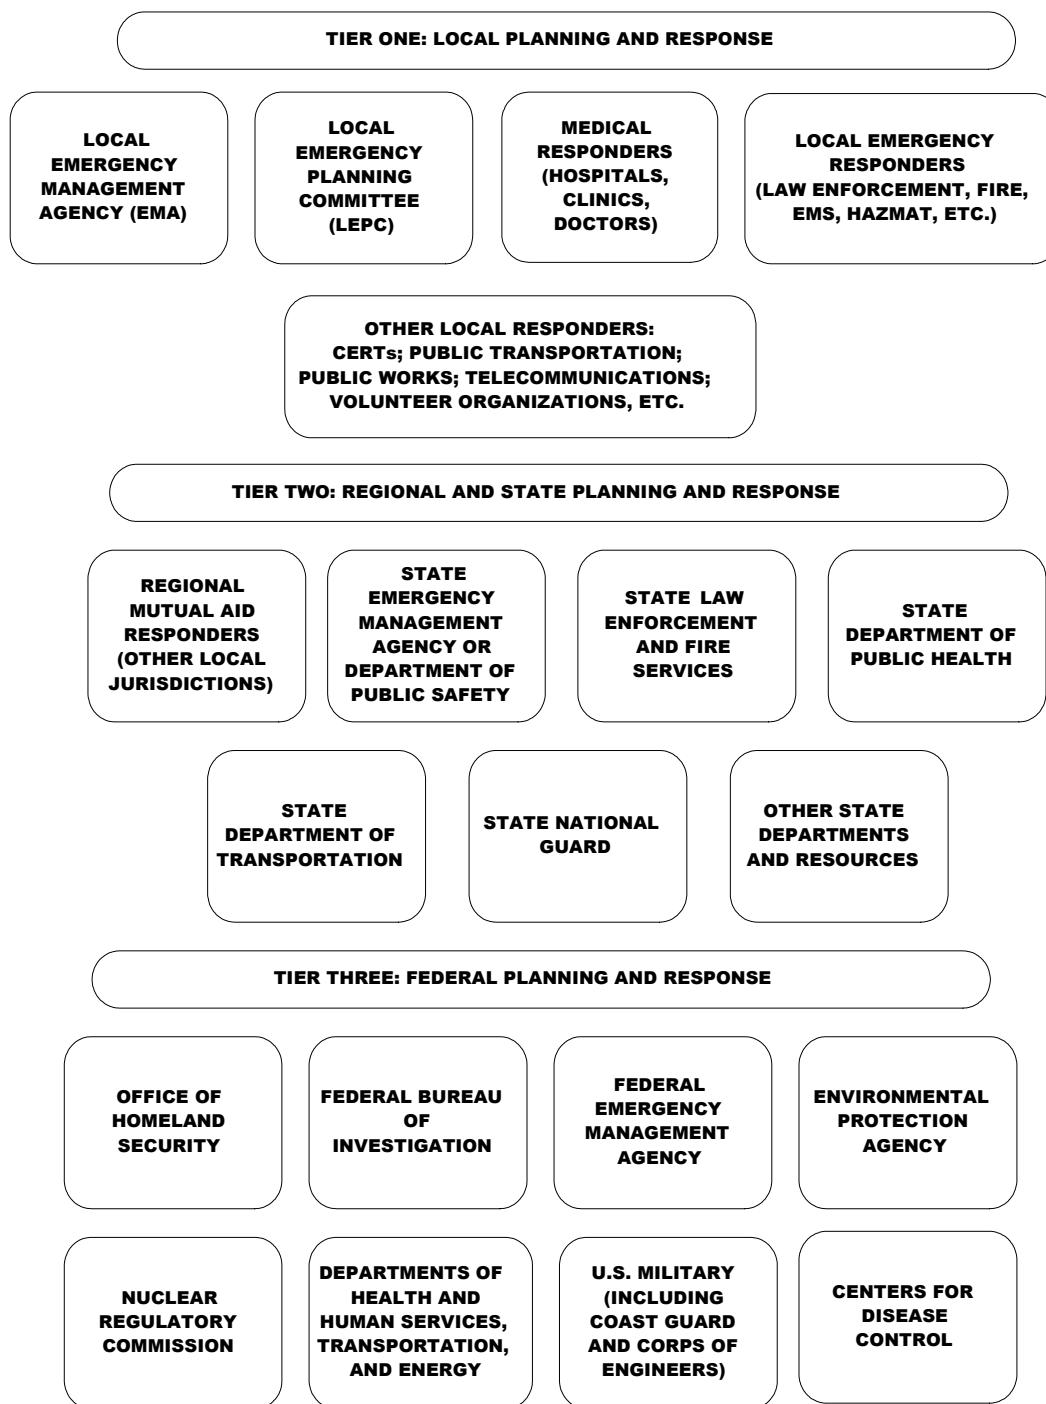 TIER ONE: LOCAL PLANNING AND RESPONSE
LOCAL
EMERGENCY
MANAGEMENT
AGENCY (EMA)
LOCAL
EMERGENCY
PLANNING
COMMITTEE
(LEPC)
MEDICAL
RESPONDERS
(HOSPITALS,
CLINICS,
DOCTORS)
LOCAL EMERGENCY
RESPONDERS
(LAW ENFORCEMENT, FIRE,
EMS, HAZMAT, ETC.)
OTHER LOCAL RESPONDERS:
CERTs; PUBLIC TRANSPORTATION;
PUBLIC WORKS; TELECOMMUNICATIONS;
VOLUNTEER ORGANIZATIONS, ETC.
TIER TWO: REGIONAL AND STATE PLANNING AND RESPONSE
REGIONAL
MUTUAL AID
RESPONDERS
(OTHER LOCAL
JURISDICTIONS)
STATE
EMERGENCY
MANAGEMENT
AGENCY OR
DEPARTMENT OF
PUBLIC SAFETY
STATE LAW
ENFORCEMENT
AND FIRE
SERVICES
STATE
DEPARTMENT OF
PUBLIC HEALTH
STATE
DEPARTMENT OF
TRANSPORTATION
STATE NATIONAL
GUARD
OTHER STATE
DEPARTMENTS
AND RESOURCES
TIER THREE: FEDERAL PLANNING AND RESPONSE
OFFICE OF
HOMELAND
SECURITY
FEDERAL BUREAU
OF
INVESTIGATION
FEDERAL
EMERGENCY
MANAGEMENT
AGENCY
ENVIRONMENTAL
PROTECTION
AGENCY
NUCLEAR
REGULATORY
COMMISSION
DEPARTMENTS OF
HEALTH AND
HUMAN SERVICES,
TRANSPORTATION,
AND ENERGY
U.S. MILITARY
(INCLUDING
COAST GUARD
AND CORPS OF
ENGINEERS)
CENTERS FOR
DISEASE
CONTROL